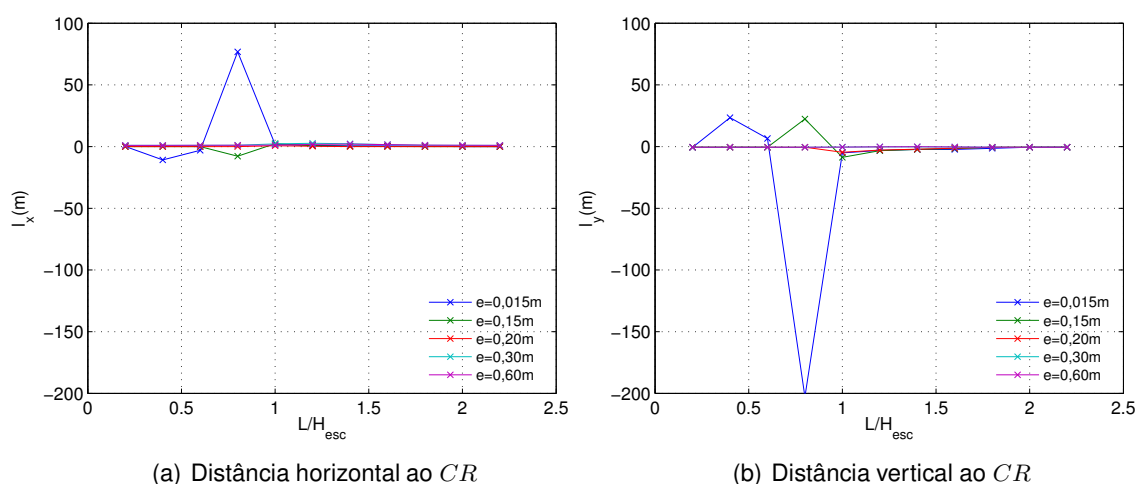 100
50
0
−50
−100
−150
−200
0
0.5
1
1.5
2
2.5
L/H_esc
l_x(m)
e=0,015m
e=0,15m
e=0,20m
e=0,30m
e=0,60m
(a) Distância horizontal ao CR
100
50
0
−50
−100
−150
−200
0
0.5
1
1.5
2
2.5
L/H_esc
l_y(m)
e=0,015m
e=0,15m
e=0,20m
e=0,30m
e=0,60m
(b) Distância vertical ao CR